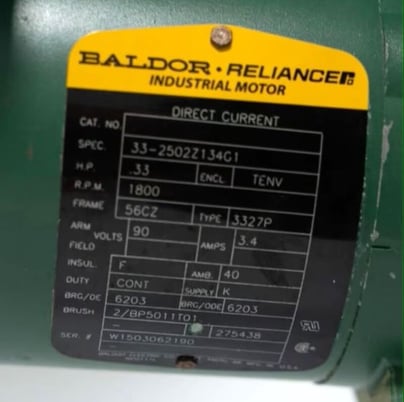 BALDOR · RELIANCE
INDUSTRIAL MOTOR
DIRECT CURRENT
CAT. NO.
SPEC. 33-2502Z134G1
H.P. .33 ENCL TENV
R.P.M. 1800
FRAME 56CZ TYPE 3327P
ARM VOLTS 90 AMPS 3.4
FIELD -
INSUL. F AMB. 40
DUTY CONT SUPPLY K
BRG/DE 6203 BRG/ODE 6203
BRUSH 2/BP5011T01
- 275438
SER. # W1503062190
BALDOR ELECTRIC
U.S.A.